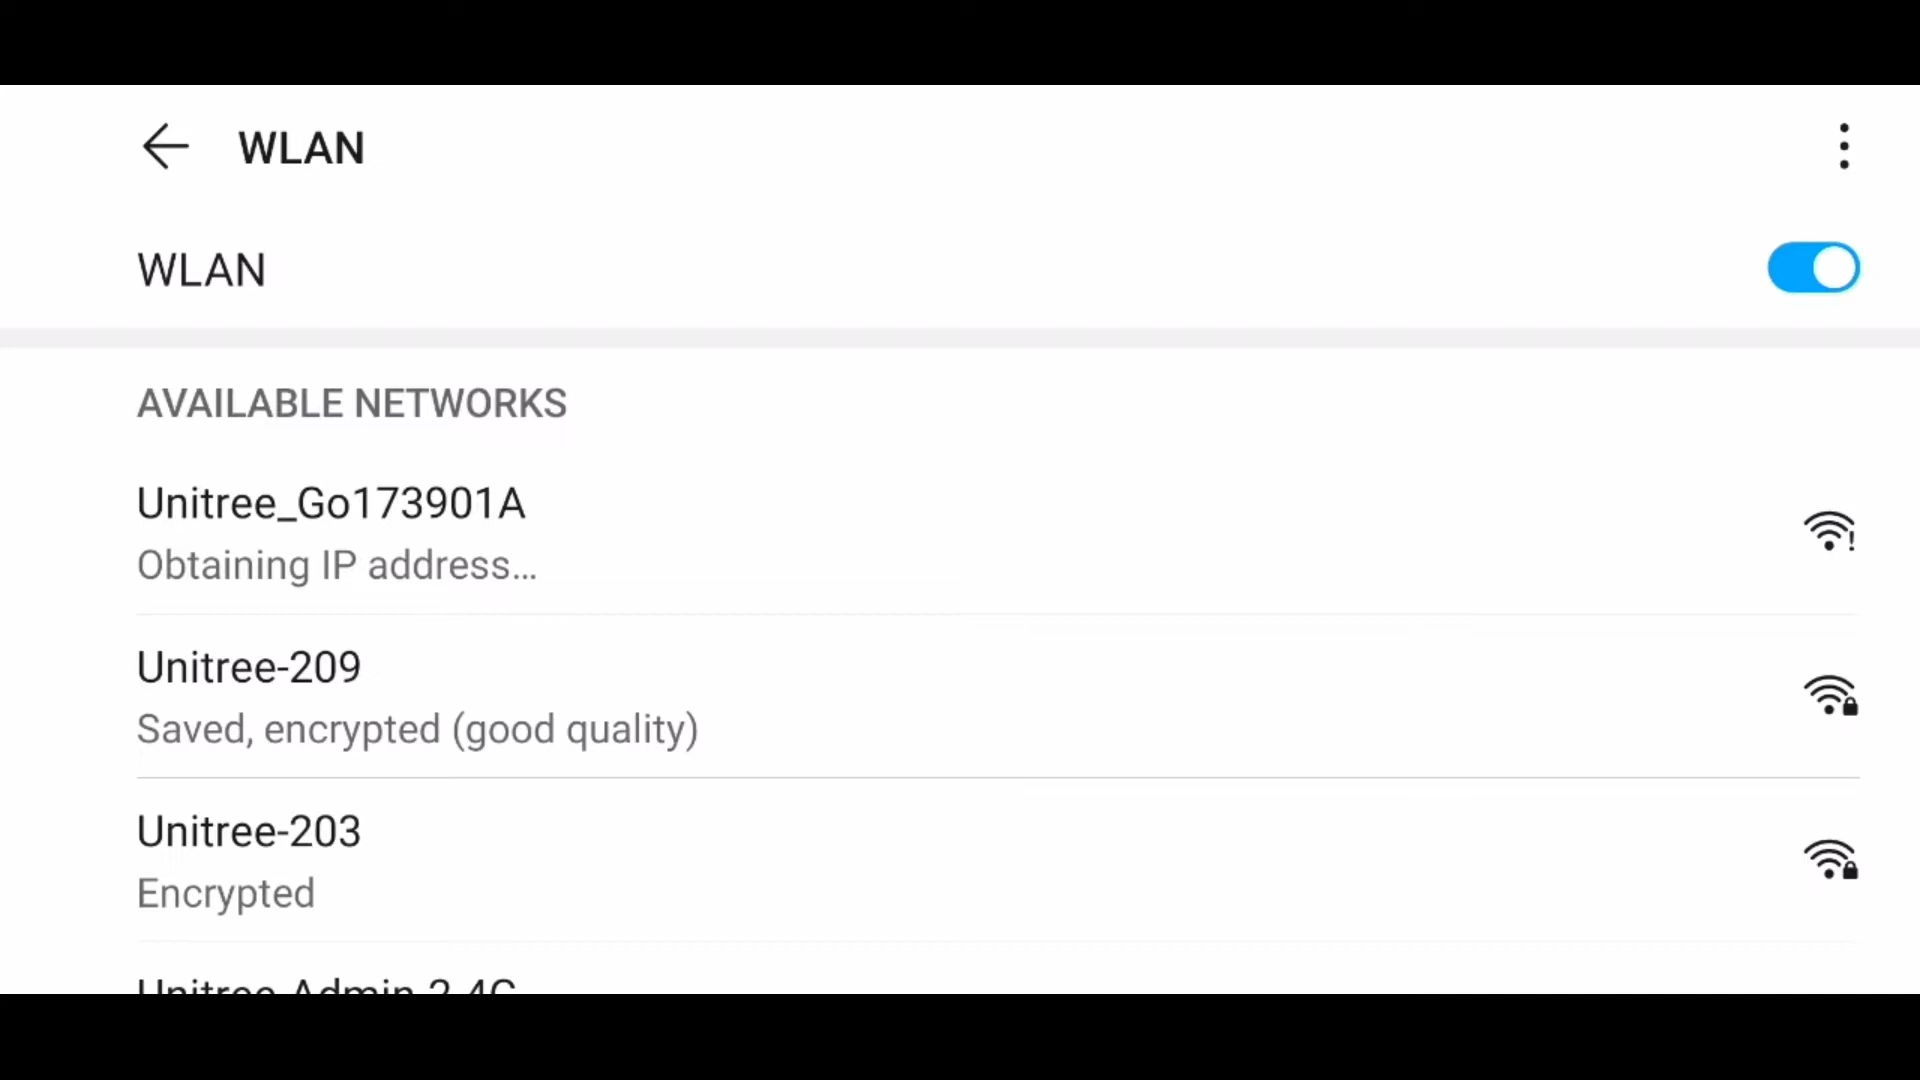 WLAN
WLAN
AVAILABLE NETWORKS
Unitree_Go173901A
Obtaining IP address...
Unitree-209
Saved, encrypted (good quality)
Unitree-203
Encrypted